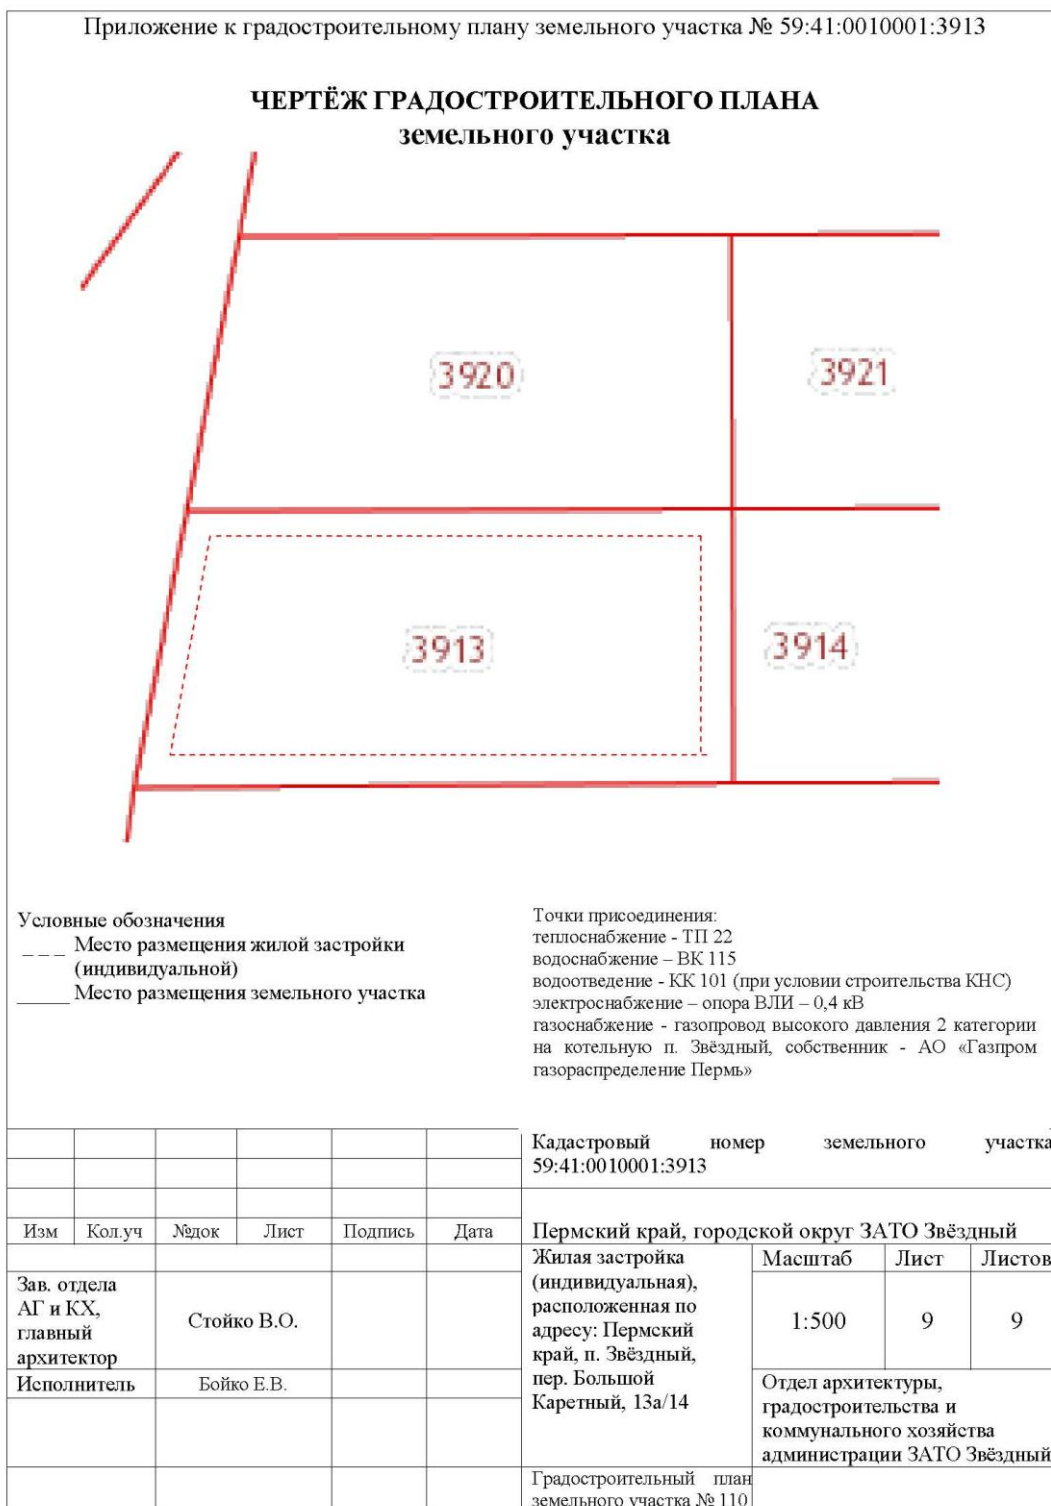 Приложение к градостроительному плану земельного участка № 59:41:0010001:3913
ЧЕРТЁЖ ГРАДОСТРОИТЕЛЬНОГО ПЛАНА
земельного участка
3920
3921
3913
3914
Условные обозначения
_ _ _ Место размещения жилой застройки
(индивидуальной)
_____ Место размещения земельного участка
Точки присоединения:
теплоснабжение - ТП 22
водоснабжение – ВК 115
водоотведение - КК 101 (при условии строительства КНС)
электроснабжение – опора ВЛИ – 0,4 кВ
газоснабжение - газопровод высокого давления 2 категории
на котельную п. Звёздный, собственник - АО «Газпром
газораспределение Пермь»
Кадастровый номер земельного участка
59:41:0010001:3913
Изм Кол.уч №док Лист Подпись Дата
Пермский край, городской округ ЗАТО Звёздный
Зав. отдела
АГ и КХ,
главный
архитектор
Стойко В.О.
Исполнитель
Бойко Е.В.
Жилая застройка
(индивидуальная),
расположенная по
адресу: Пермский
край, п. Звёздный,
пер. Большой
Каретный, 13а/14
Масштаб Лист Листов
1:500 9 9
Отдел архитектуры,
градостроительства и
коммунального хозяйства
администрации ЗАТО Звёздный
Градостроительный план
земельного участка № 110